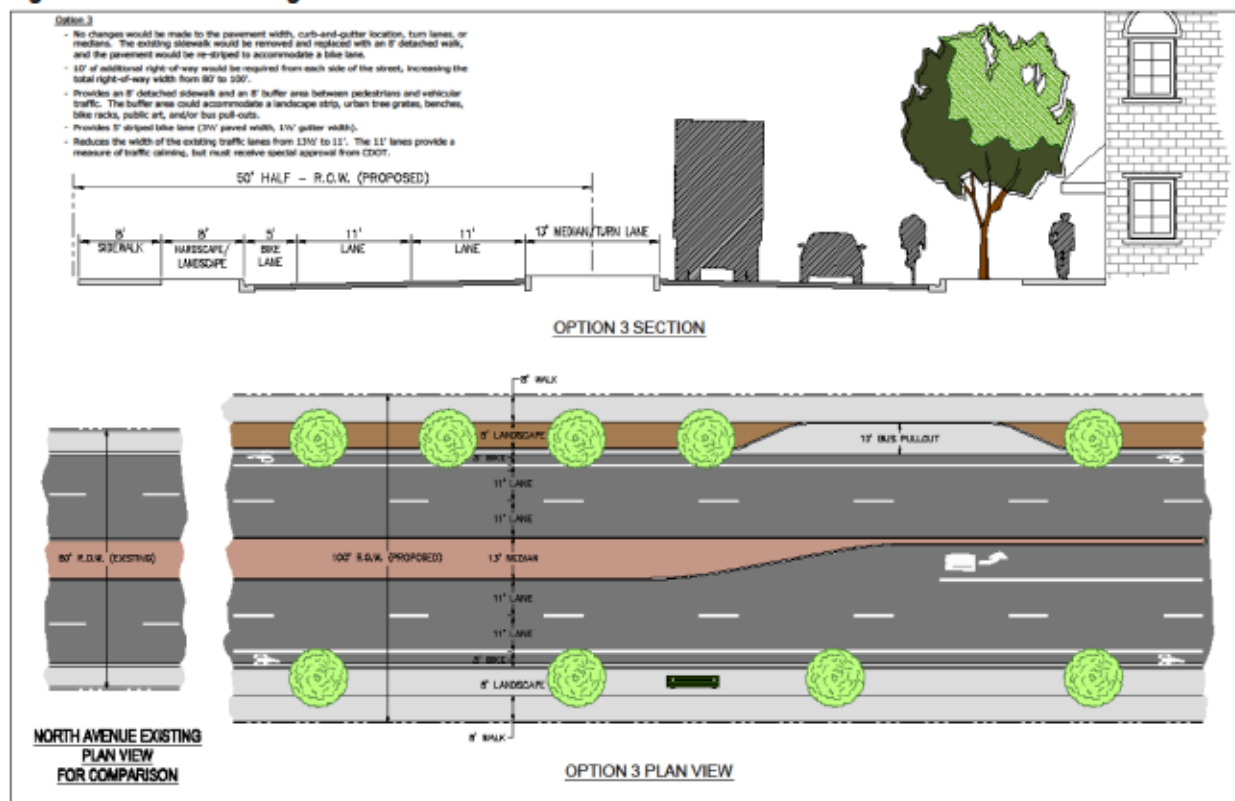 Option 3
- No changes would be made to the pavement width, curb-and-gutter location, turn lanes, or
medians. The existing sidewalk would be removed and replaced with an 8' detached walk,
and the pavement would be re-striped to accommodate a bike lane.
- 10' of additional right-of-way would be required from each side of the street, increasing the
total right-of-way width from 80' to 100'.
- Provides an 8' detached sidewalk and an 8' buffer area between pedestrians and vehicular
traffic. The buffer area could accommodate a landscape strip, urban tree grates, benches,
bike racks, public art, and/or bus pull-outs.
- Provides 5' striped bike lane (3½' paved width, 1½' gutter width).
- Reduces the width of the existing traffic lanes from 13½' to 11'. The 11' lanes provide a
measure of traffic calming, but must receive special approval from CDOT.
50' HALF - R.O.W. (PROPOSED)
8' SIDEWALK
8' HARDSCAPE/ LANDSCAPE
5' BIKE LANE
11' LANE
11' LANE
13' MEDIAN/TURN LANE
OPTION 3 SECTION
8' WALK
8' LANDSCAPE
13' BUS PULLOUT
5' BIKE
11' LANE
11' LANE
80' R.O.W. (EXISTING)
100' R.O.W. (PROPOSED)
13' MEDIAN
11' LANE
11' LANE
5' BIKE
8' LANDSCAPE
8' WALK
NORTH AVENUE EXISTING
PLAN VIEW
FOR COMPARISON
OPTION 3 PLAN VIEW